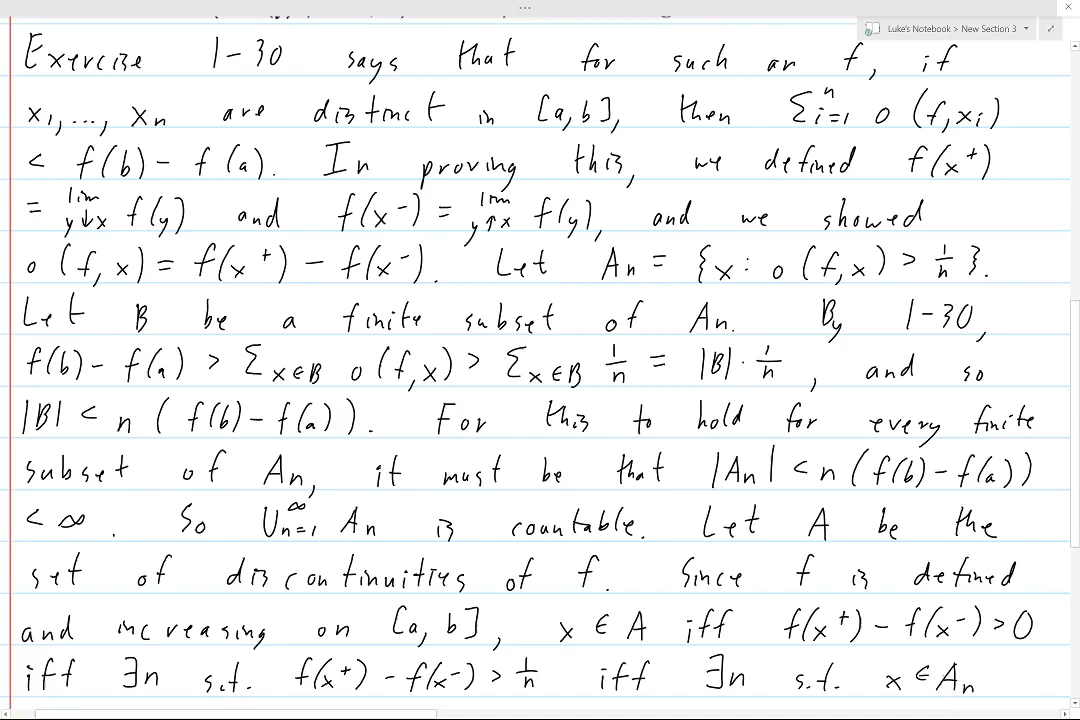 Luke's Notebook > New Section 3
Exercise 1-30 says that for such an f, if
x₁,..., xₙ are distinct in [a,b], then Σᵢ₌₁ⁿ o(f,xᵢ)
< f(b) - f(a). In proving this, we defined f(x⁺)
= lim_{y↓x} f(y) and f(x⁻) = lim_{y↑x} f(y), and we showed
o(f,x) = f(x⁺) - f(x⁻). Let Aₙ = {x: o(f,x) > 1/n}.
Let B be a finite subset of Aₙ. By 1-30,
f(b) - f(a) > Σ_{x∈B} o(f,x) > Σ_{x∈B} 1/n = |B|·1/n, and so
|B| < n(f(b) - f(a)). For this to hold for every finite
subset of Aₙ, it must be that |Aₙ| < n(f(b) - f(a))
< ∞. So ∪ₙ₌₁^∞ Aₙ is countable. Let A be the
set of discontinuities of f. Since f is defined
and increasing on [a,b], x ∈ A iff f(x⁺) - f(x⁻) > 0
iff ∃n s.t. f(x⁺) - f(x⁻) > 1/n iff ∃n s.t. x ∈ Aₙ